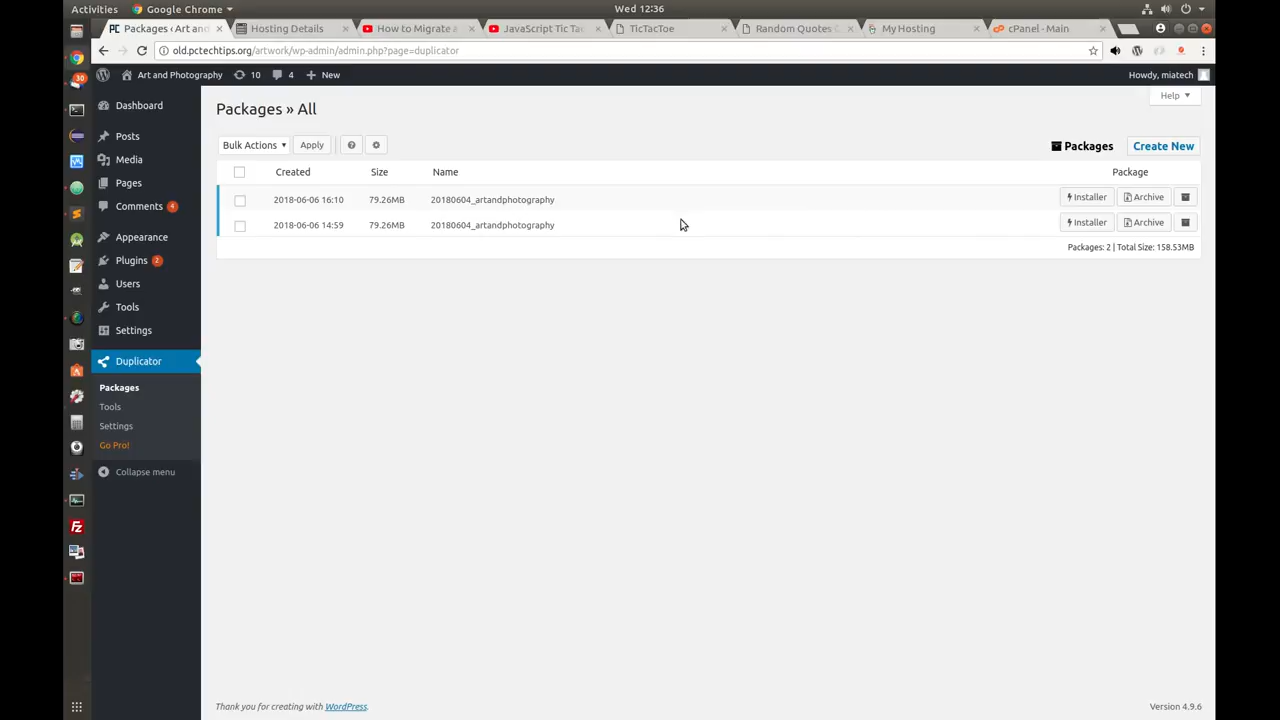 Activities Google Chrome Wed 12:36
Packages ‹ Art and Hosting Details How to Migrate a JavaScript Tic Tac TicTacToe Random Quotes My Hosting cPanel - Main
old.pctechtips.org/artwork/wp-admin/admin.php?page=duplicator
Art and Photography 10 4 New Howdy, miatech
30
Dashboard
Posts
Media
Pages
Comments 4
Appearance
Plugins 2
Users
Tools
Settings
Duplicator
Packages
Tools
Settings
Go Pro!
Collapse menu
Packages » All
Help
Bulk Actions Apply
Packages Create New
Created Size Name Package
2018-06-06 16:10 79.26MB 20180604_artandphotography Installer Archive
2018-06-06 14:59 79.26MB 20180604_artandphotography Installer Archive
Packages: 2 | Total Size: 158.53MB
Thank you for creating with WordPress.
Version 4.9.6